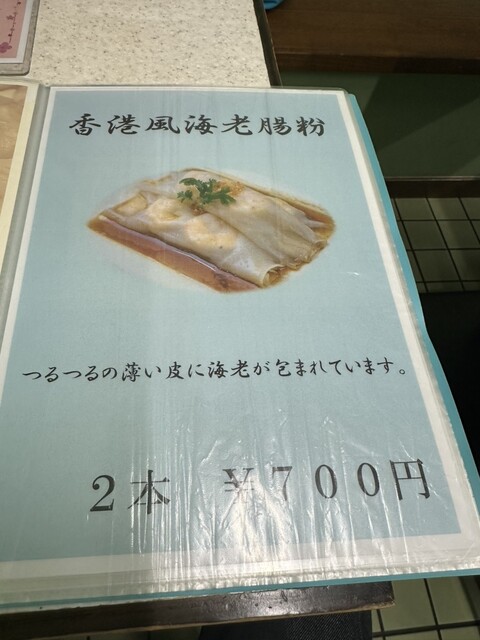 香港風海老腸粉
つるつるの薄い皮に海老が包まれています。
2本 ¥700円